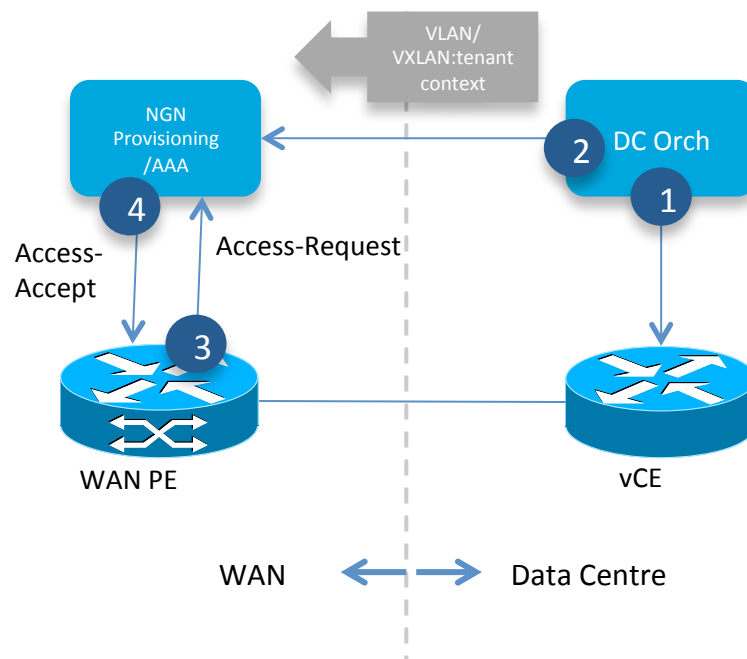 VLAN/
VXLAN:tenant
context
NGN
Provisioning
/AAA
2
DC Orch
1
4
Access-
Accept
Access-Request
3
WAN PE
vCE
WAN
Data Centre